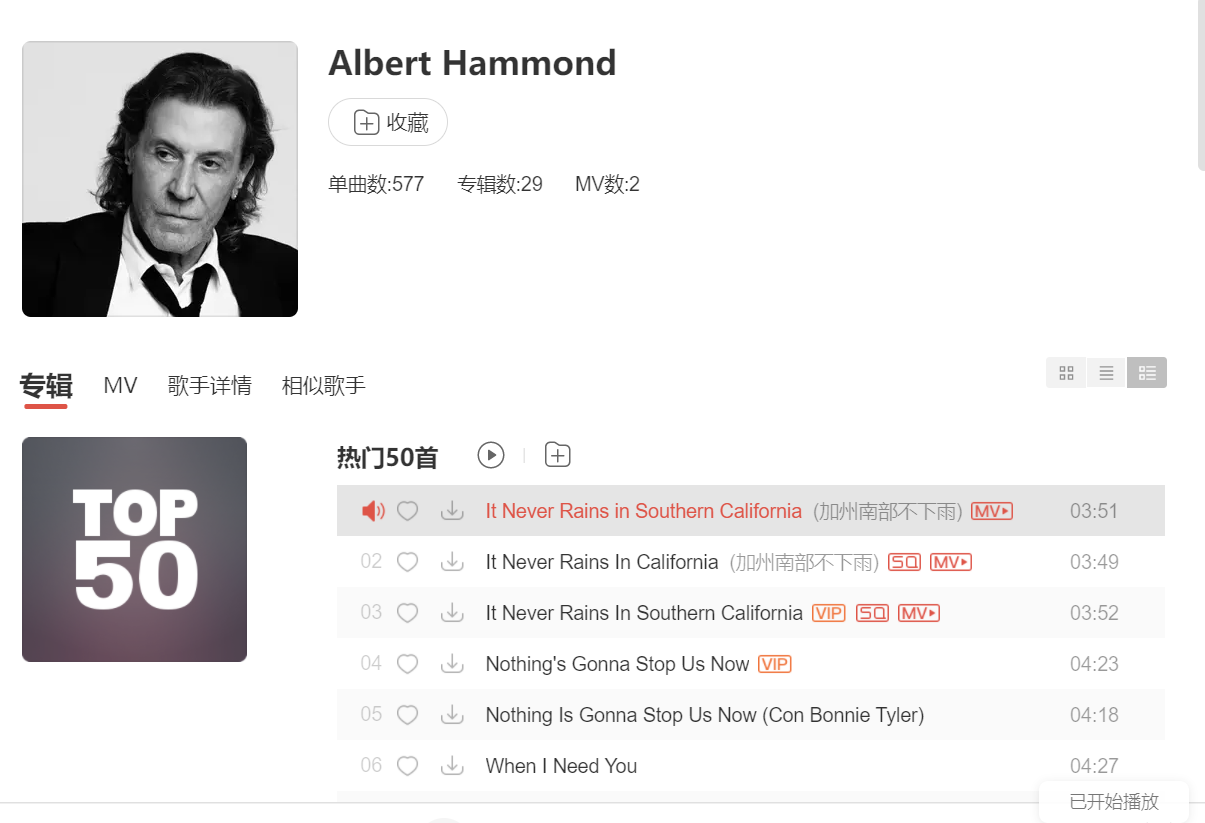 Albert Hammond
收藏
单曲数:577 专辑数:29 MV数:2
专辑 MV 歌手详情 相似歌手
TOP
50
热门50首
It Never Rains in Southern California (加州南部不下雨) MV 03:51
02 It Never Rains In California (加州南部不下雨) SQ MV 03:49
03 It Never Rains In Southern California VIP SQ MV 03:52
04 Nothing's Gonna Stop Us Now VIP 04:23
05 Nothing Is Gonna Stop Us Now (Con Bonnie Tyler) 04:18
06 When I Need You 04:27
已开始播放